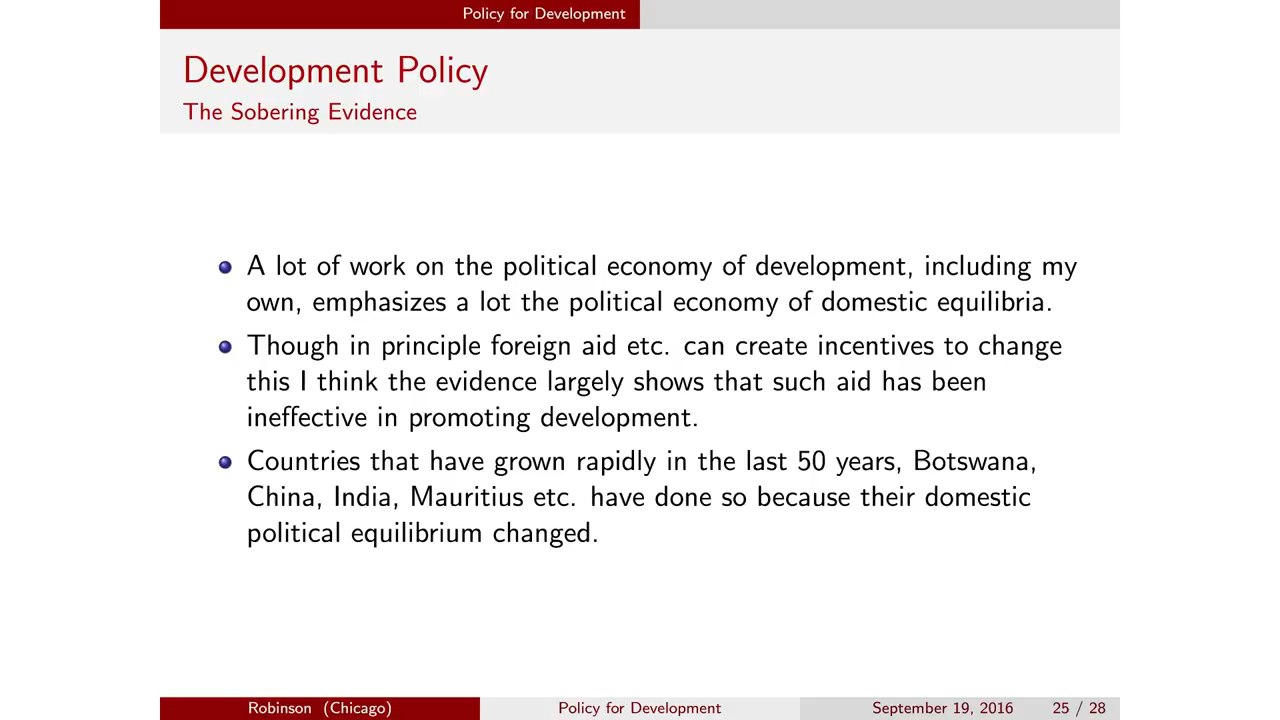 Policy for Development
Development Policy
The Sobering Evidence
A lot of work on the political economy of development, including my
own, emphasizes a lot the political economy of domestic equilibria.
Though in principle foreign aid etc. can create incentives to change
this I think the evidence largely shows that such aid has been
ineffective in promoting development.
Countries that have grown rapidly in the last 50 years, Botswana,
China, India, Mauritius etc. have done so because their domestic
political equilibrium changed.
Robinson (Chicago) Policy for Development September 19, 2016 25 / 28